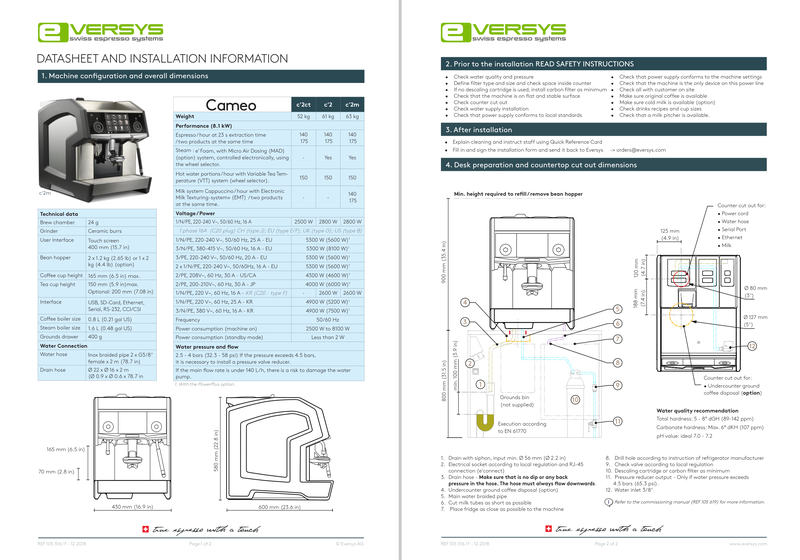 eVERSYS
swiss espresso systems
DATASHEET AND INSTALLATION INFORMATION
1. Machine configuration and overall dimensions
c'2m
Cameo c'2ct c'2 c'2m
Weight 52 kg 61 kg 63 kg
Performance (8.1 kW)
Espresso/hour at 23 s extraction time 140 140 140
/two products at the same time 175 175 175
Steam : e'Foam, with Micro Air Dosing (MAD)
(option) system, controlled electronically, using - Yes Yes
the wheel selector.
Hot water portions/hour with Variable Tea Tem-
perature (VTT) system (wheel selector). 150 150 150
Milk system Cappuccino/hour with Electronic
Milk Texturing-system (EMT) /two products - - 140
at the same time. 175
Voltage/Power
1/N/PE, 220-240 V~, 50/60 Hz, 16 A 2500 W 2800 W 2800 W
1/N/PE, 220-240 V~, 50/60 Hz, 25 A - EU 5300 W (5600 W)¹
3/N/PE, 380-415 V~, 50/60 Hz, 16 A - EU 5300 W (8100 W)¹
3/PE, 220-240 V~, 50/60 Hz, 20 A - EU 5300 W (5600 W)¹
2 x 1/N/PE, 220-240 V~, 50/60Hz, 16 A - EU 5300 W (5600 W)¹
2/PE, 208V~, 60 Hz, 30 A - US/CA 4300 W (4600 W)¹
2/PE, 200-210V~, 60 Hz, 30 A - JP 4000 W (6000 W)¹
1/N/PE, 220 V~, 60 Hz, 16 A - KR (C20 : type F) - 2600 W 2600 W
1/N/PE, 220 V~, 60 Hz, 25 A - KR 4900 W (5200 W)¹
3/N/PE, 380 V~, 60 Hz, 16 A - KR 4900 W (7500 W)¹
Frequency 50/60 Hz
Power consumption (machine on) 2500 W to 8100 W
Power consumption (standby mode) Less than 2 W
Water pressure and flow
2.5 - 4 bars (32.3 - 58 psi) If the pressure exceeds 4.5 bars,
it is necessary to install a pressure valve reducer.
If the main flow rate is under 140 L/h, there is a risk to damage the water
pump.
1. With the PowerPlus option.
Technical data
Brew chamber 24 g
Grinder Ceramic burrs
User Interface Touch screen
400 mm (15.7 in)
Bean hopper 2 x 1.2 kg (2.65 lb) or 1 x 2
kg (4.4 lb) (option)
Coffee cup height 165 mm (6.5 in) max.
Tea cup height 150 mm (5.9 in)max.
Optional: 200 mm (7.08 in)
Interface USB, SD-Card, Ethernet,
Serial, RS-232, CCI/CSI
Coffee boiler size 0.8 L (0.21 gal US)
Steam boiler size 1.6 L (0.48 gal US)
Grounds drawer 400 g
Water Connection
Water hose Inox braided pipe 2 x G3/8"
female x 2 m (78.7 in)
Drain hose Ø 22 x Ø 16 x 2 m
(Ø 0.9 x Ø 0.6 x 78.7 in
165 mm (6.5 in)
70 mm (2.8 in)
430 mm (16.9 in)
580 mm (22.8 in)
600 mm (23.6 in)
true espresso with a touch
REF 105 106/F - 12.2018 Page 1 of 2 © Eversys AG
eVERSYS
swiss espresso systems
2. Prior to the installation READ SAFETY INSTRUCTIONS
Check water quality and pressure
Define filter type and size and check space inside counter
If no descaling cartridge is used, install carbon filter as minimum
Check that the machine is on flat and stable surface
Check counter cut out
Check water supply installation
Check that power supply conforms to local standards
Check that power supply conforms to the machine settings
Check that the machine is the only device on this power line
Check all with customer on site
Make sure original coffee is available
Make sure cold milk is available (option)
Check drinks recipes and cup sizes
Check that a milk pitcher is available.
3. After installation
Explain cleaning and instruct staff using Quick Reference Card
Fill in and sign the installation form and send it back to Eversys -> orders@eversys.com
4. Desk preparation and countertop cut out dimensions
Min. height required to refill/remove bean hopper
900 mm (35.4 in)
800 mm (31.5 in)
min. 100 mm (3.9 in)
4
3
2
1
5
6
7
8
9
10
11
Grounds bin
(not supplied)
Execution according
to EN 61770
Counter cut out for:
• Power cord
• Water hose
• Serial Port
• Ethernet
• Milk
125 mm
(4.9 in)
120 mm
(4.7 in)
188 mm
(7.4 in)
Ø 80 mm
(3")
Ø 127 mm
(5")
12
Counter cut out for:
• Undercounter ground
coffee disposal (option)
Water quality recommendation
Total hardness: 5 - 8° dGH (89-142 ppm)
Carbonate hardness: Max. 6° dKH (107 ppm)
pH value: ideal 7.0 - 7.2
1. Drain with siphon, input min. Ø 56 mm (Ø 2.2 in)
2. Electrical socket according to local regulation and RJ-45
connection (e'connect)
3. Drain hose - Make sure that is no dip or any back
pressure in the hose. The hose must always flow downwards.
4. Undercounter ground coffee disposal (option)
5. Main water braided pipe
6. Cut milk tubes as short as possible
7. Place fridge as close as possible to the machine
8. Drill hole according to instruction of refrigerator manufacturer
9. Check valve according to local regulation
10. Descaling cartridge or carbon filter as minimum
11. Pressure reducer output - Only if water pressure exceeds
4.5 bars (65.3 psi).
12. Water inlet 3/8"
i Refer to the commissioning manual (REF 105 619) for more information.
true espresso with a touch
REF 105 106/F - 12.2018 Page 2 of 2 www.eversys.com